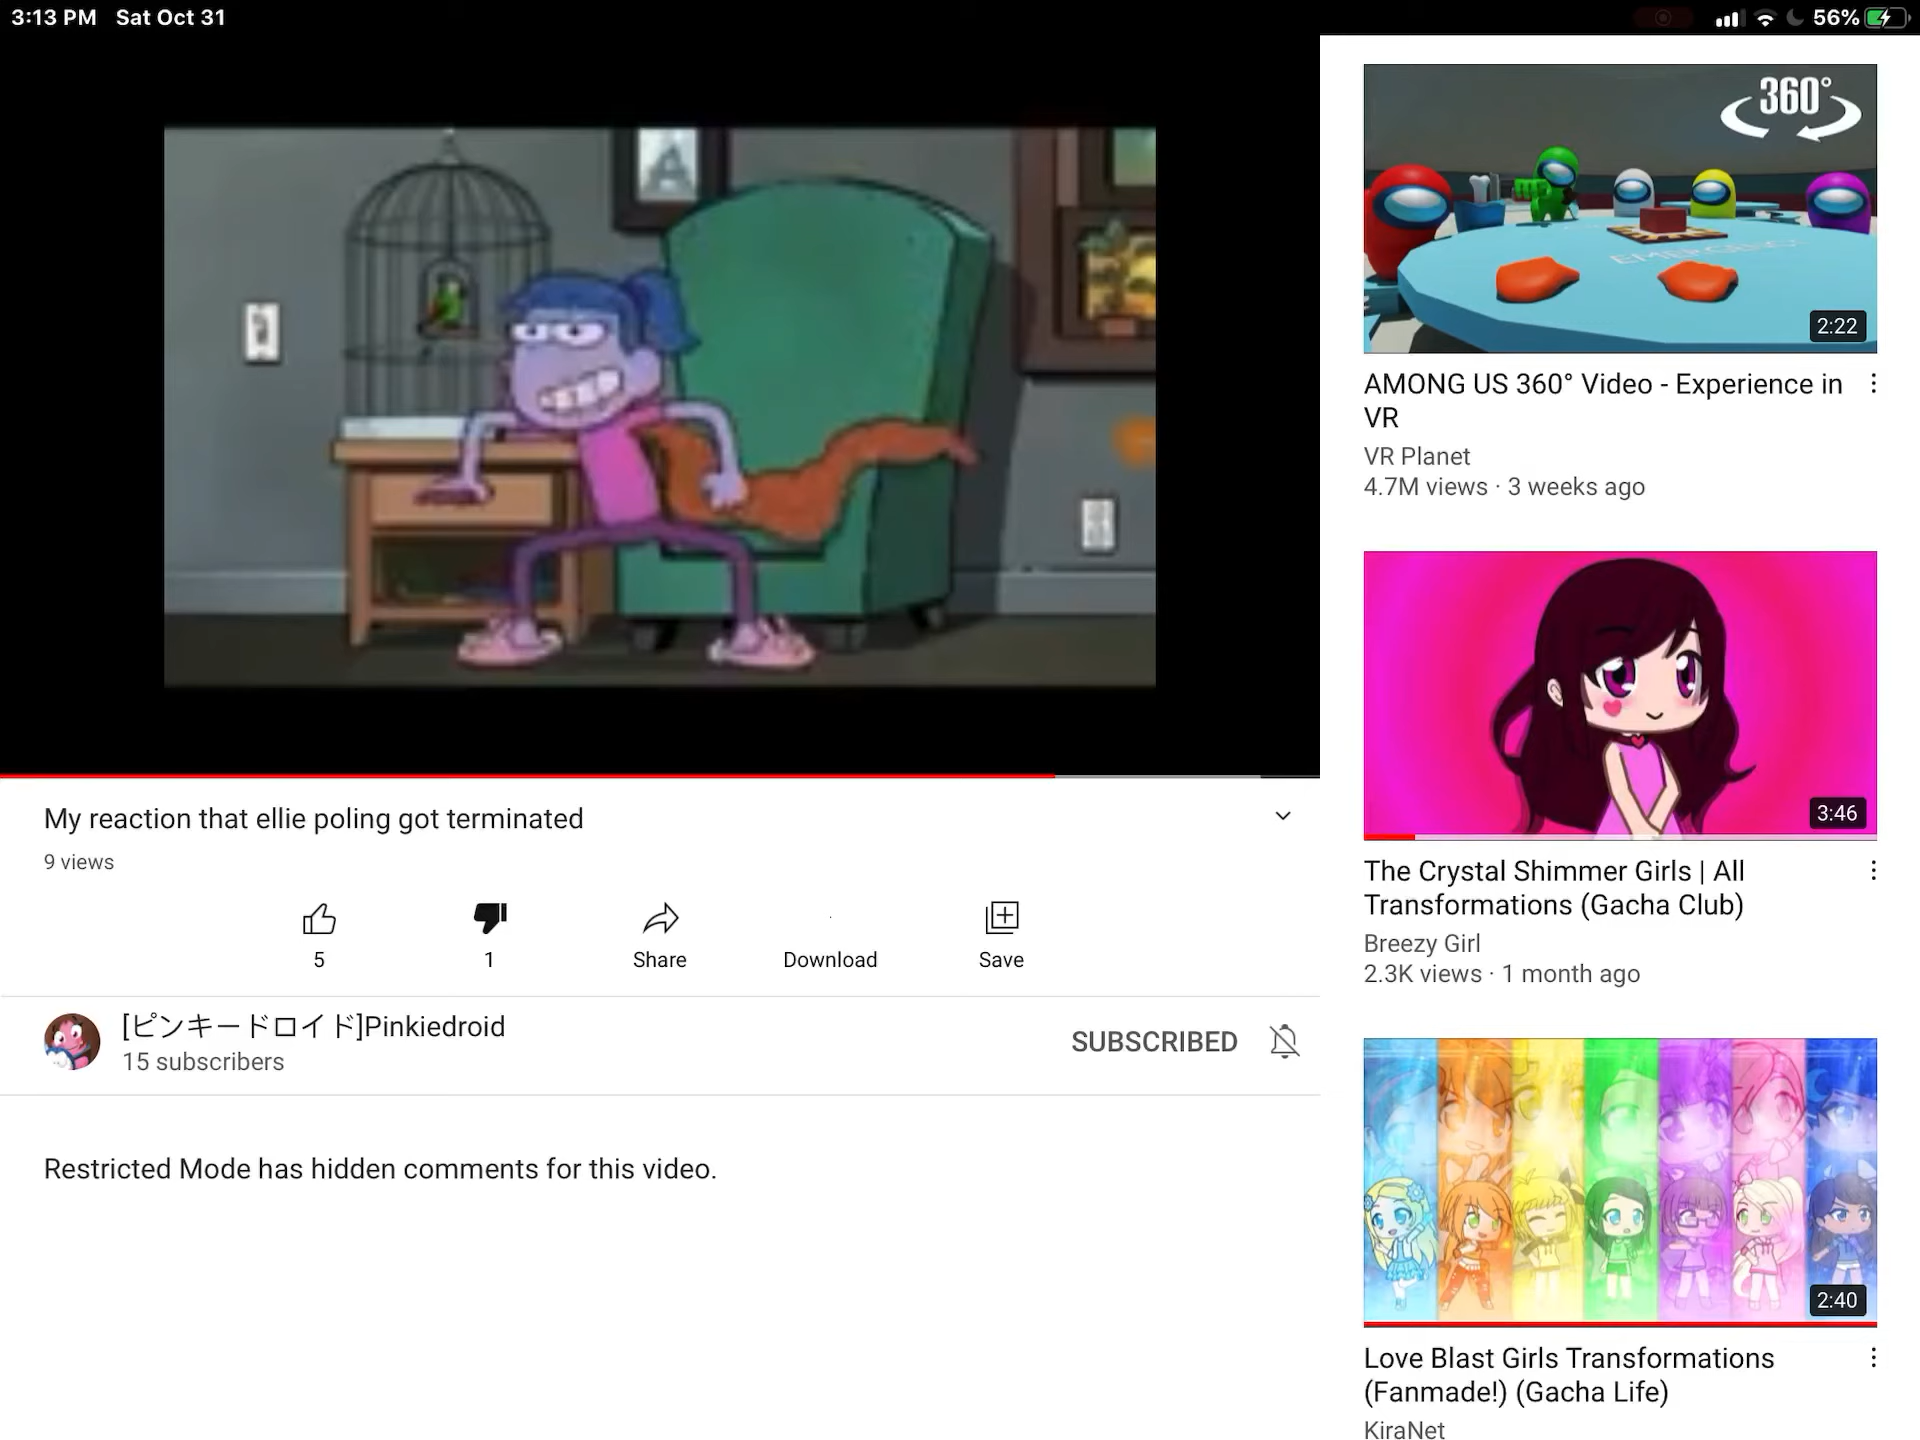 3:13 PM Sat Oct 31
56%
A
My reaction that ellie poling got terminated
9 views
5
1
Share
Download
Save
[ピンキードロイド]Pinkiedroid
15 subscribers
SUBSCRIBED
Restricted Mode has hidden comments for this video.
360°
EMERGENCY
2:22
AMONG US 360° Video - Experience in
VR
VR Planet
4.7M views · 3 weeks ago
3:46
The Crystal Shimmer Girls | All
Transformations (Gacha Club)
Breezy Girl
2.3K views · 1 month ago
2:40
Love Blast Girls Transformations
(Fanmade!) (Gacha Life)
KiraNet